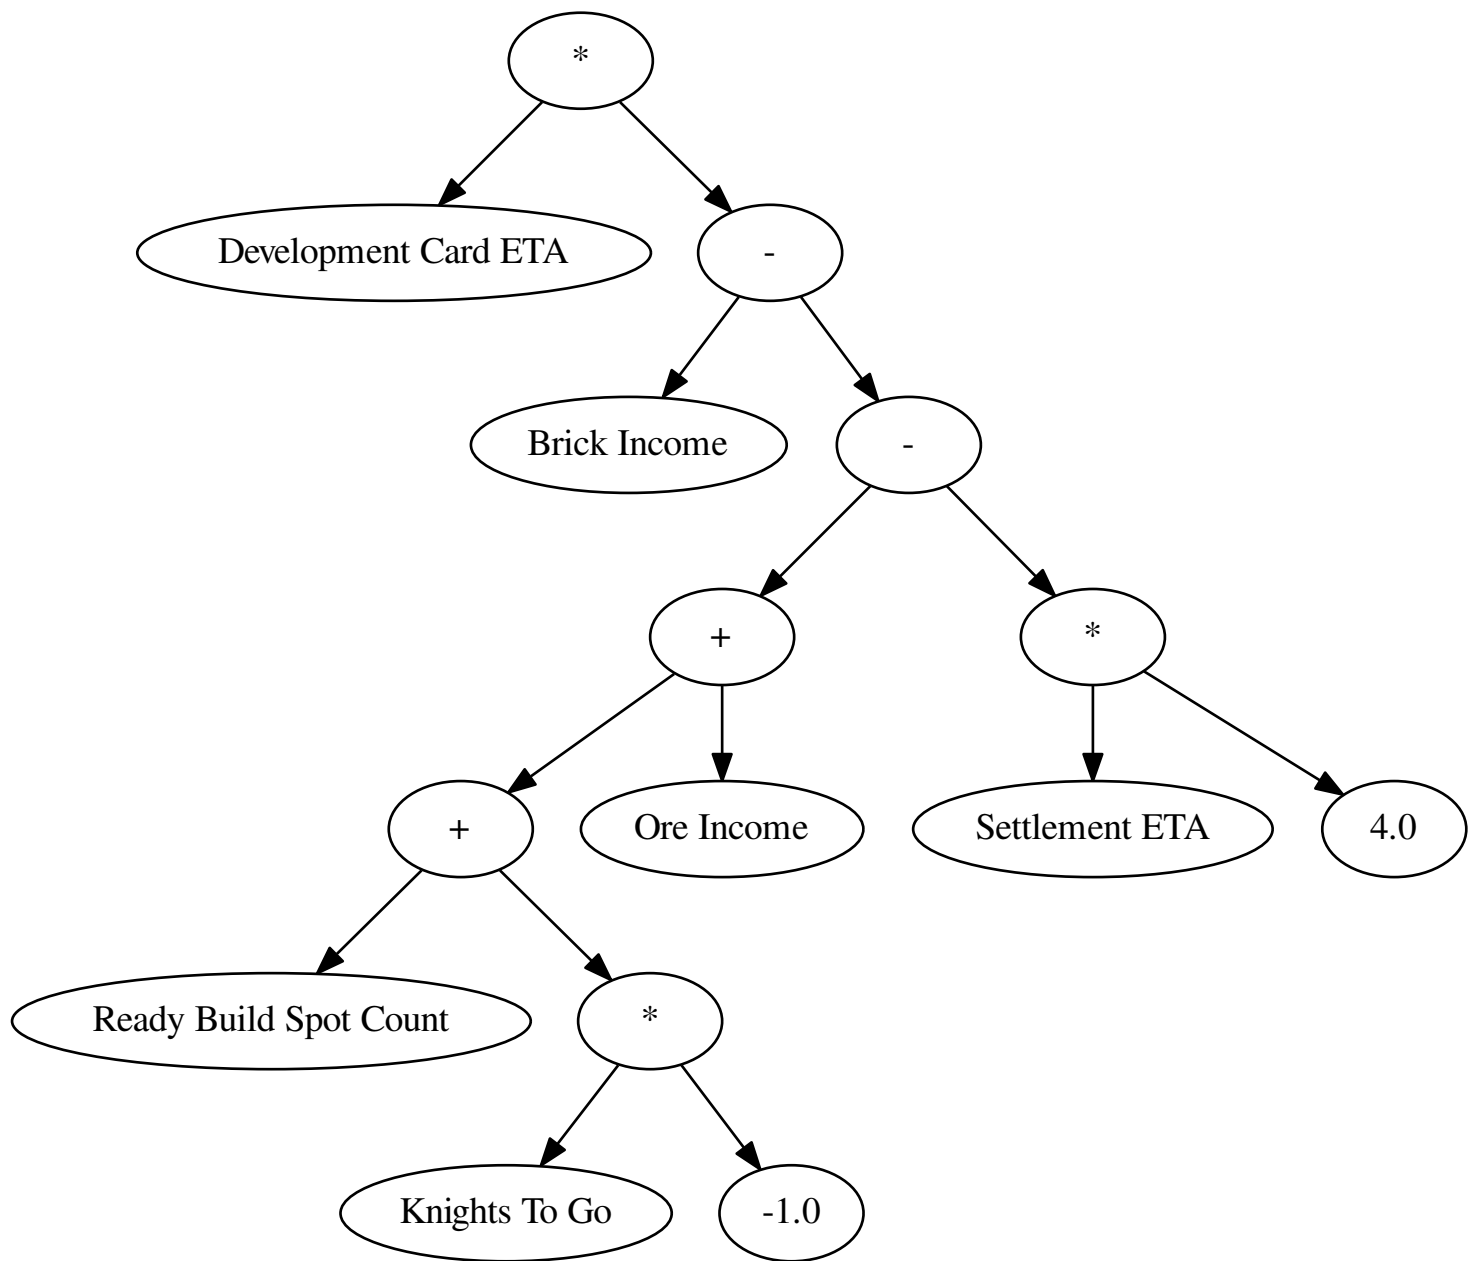 *
Development Card ETA
-
Brick Income
-
+
*
+
Ore Income
Settlement ETA
4.0
Ready Build Spot Count
*
Knights To Go
-1.0